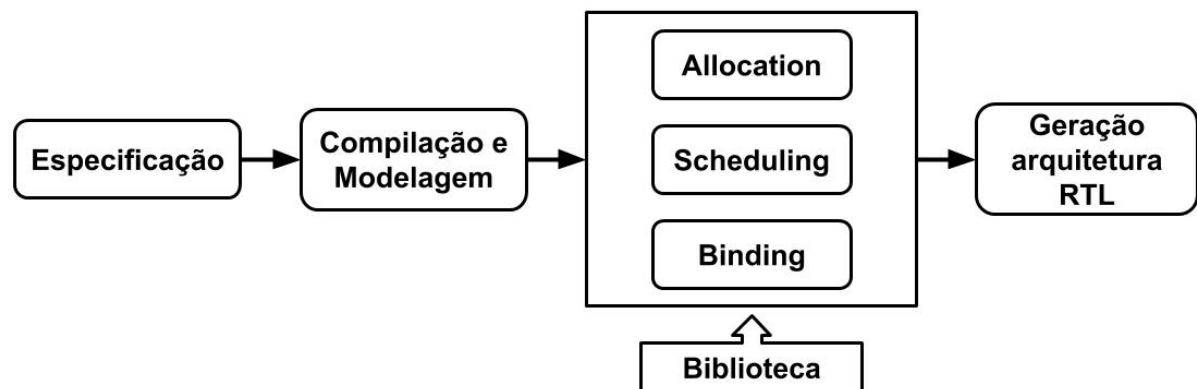 Especificação
Compilação e
Modelagem
Allocation
Scheduling
Binding
Biblioteca
Geração
arquitetura
RTL